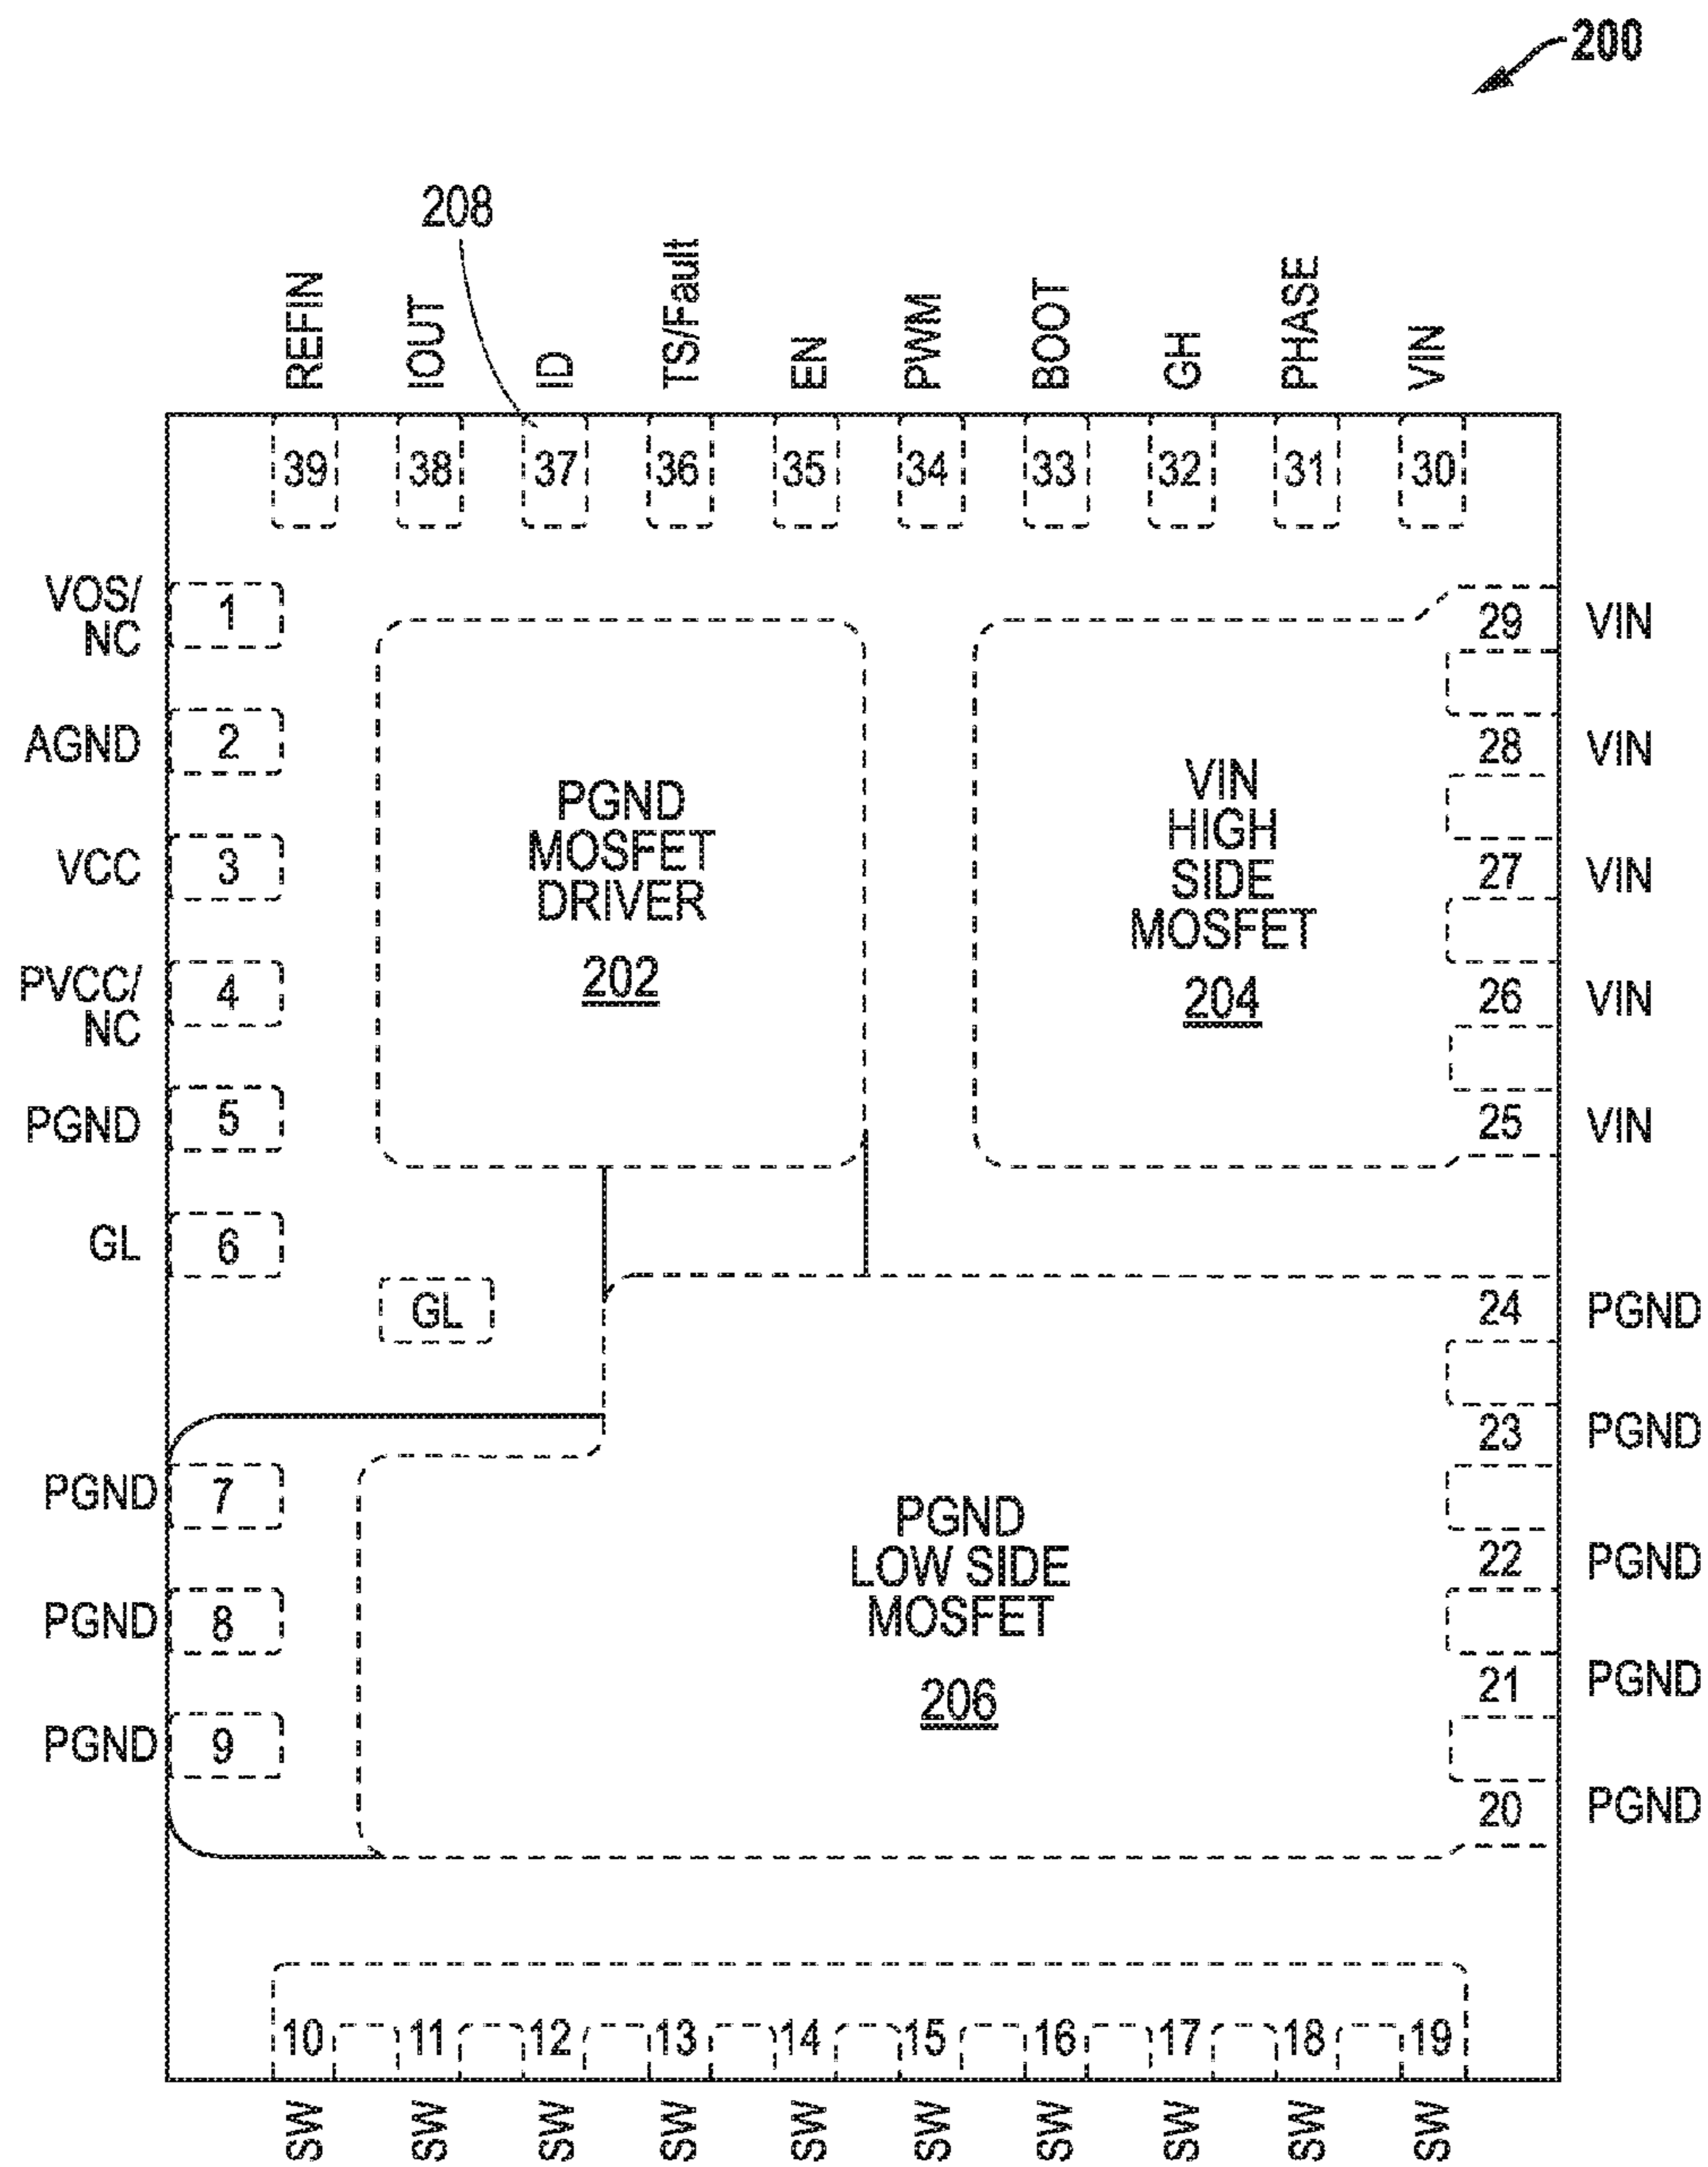 200
208
REFIN
IOUT
ID
TS/Fault
EN
PWM
BOOT
GH
PHASE
VIN
39
38
37
36
35
34
33
32
31
30
VOS/
NC
1
AGND
2
VCC
3
PVCC/
NC
4
PGND
5
GL
6
GL
PGND
7
PGND
8
PGND
9
PGND
MOSFET
DRIVER
202
VIN
HIGH
SIDE
MOSFET
204
29
VIN
28
VIN
27
VIN
26
VIN
25
VIN
PGND
LOW SIDE
MOSFET
206
24
PGND
23
PGND
22
PGND
21
PGND
20
PGND
10
11
12
13
14
15
16
17
18
19
SW
SW
SW
SW
SW
SW
SW
SW
SW
SW